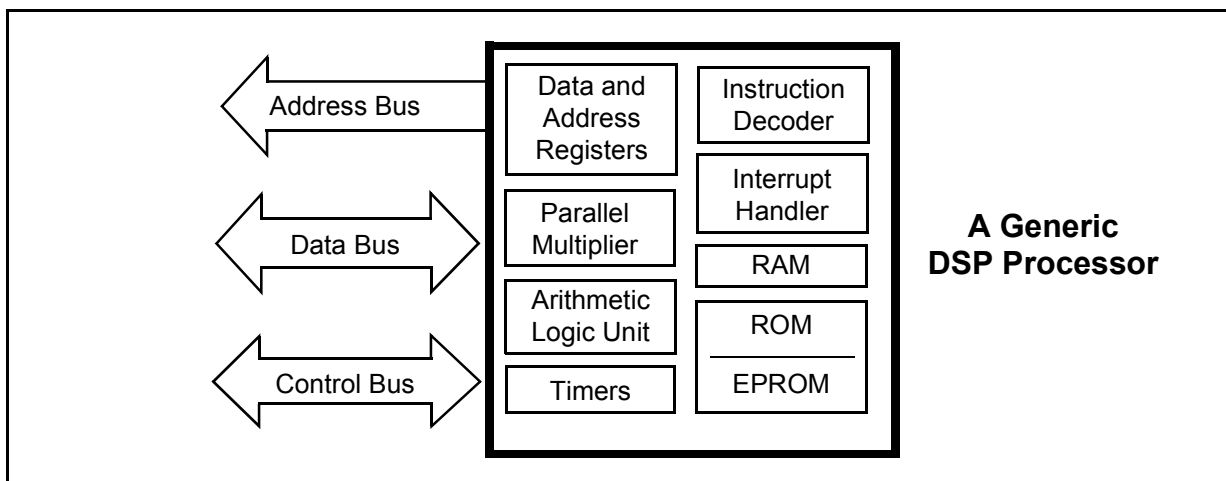 Address Bus
Data Bus
Control Bus
Data and
Address
Registers
Parallel
Multiplier
Arithmetic
Logic Unit
Timers
Instruction
Decoder
Interrupt
Handler
RAM
ROM
EPROM
A Generic
DSP Processor